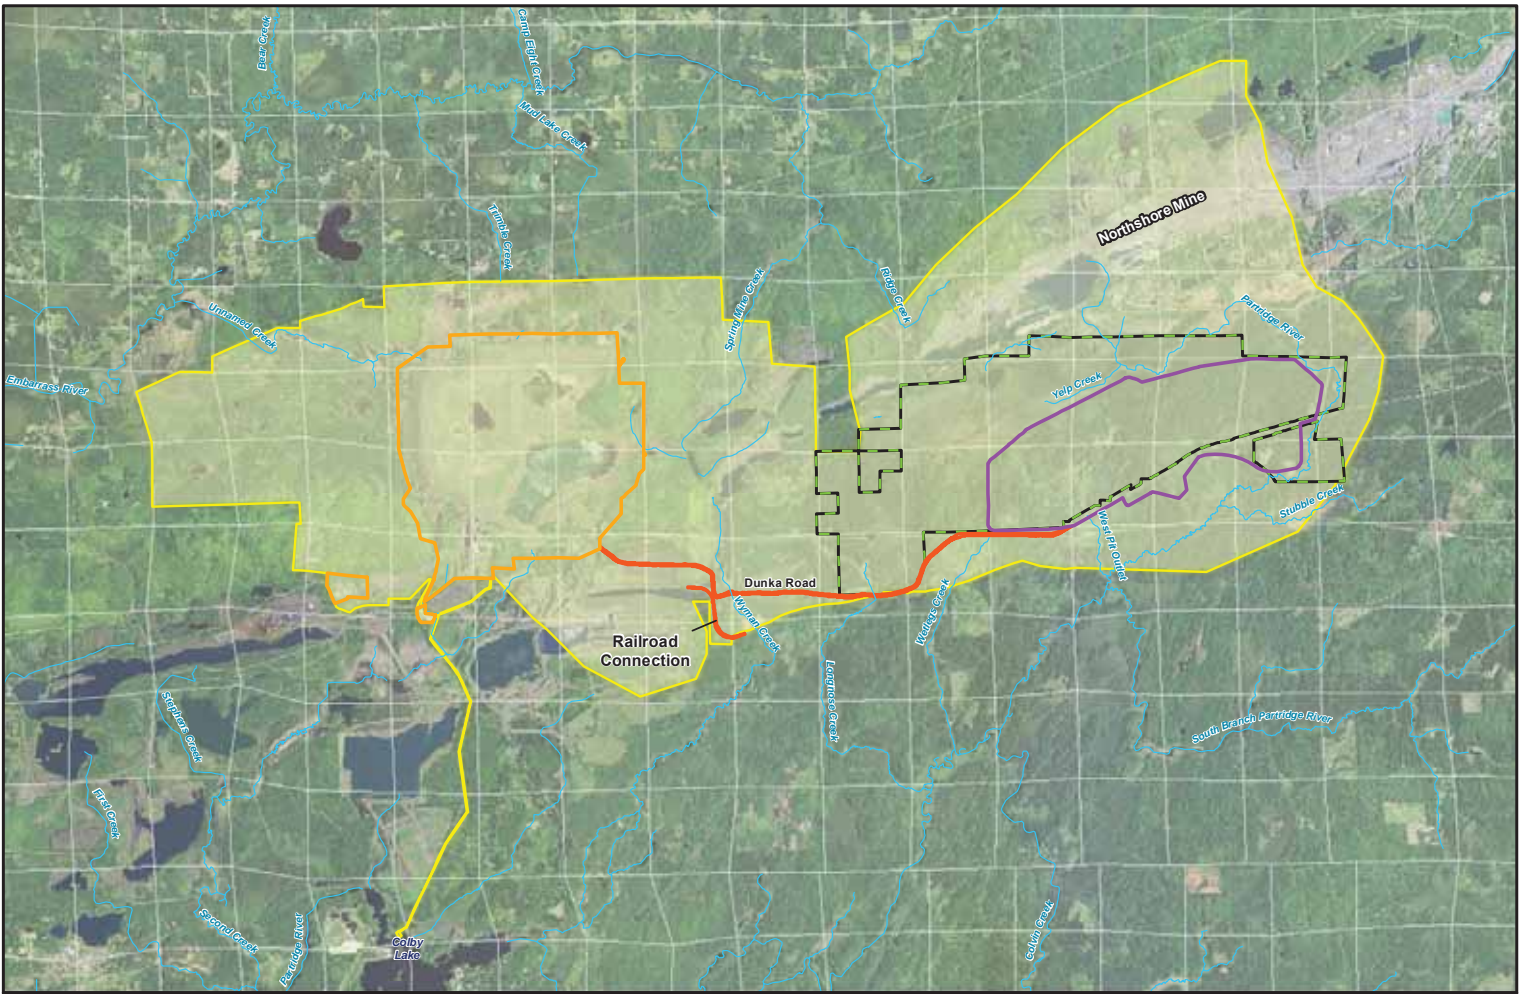 Bear Creek
Camp Eight Creek
Mud Lake Creek
Trimble Creek
Northshore Mine
Spring Mine Creek
Ridge Creek
Unnamed Creek
Partridge River
Embarrass River
Yelp Creek
Stubble Creek
West Pit Outlet
Dunka Road
Wyman Creek
Wetlegs Creek
Railroad
Connection
Longnose Creek
Stephens Creek
South Branch Partridge River
First Creek
Second Creek
Partridge River
Colby
Lake
Colvin Creek